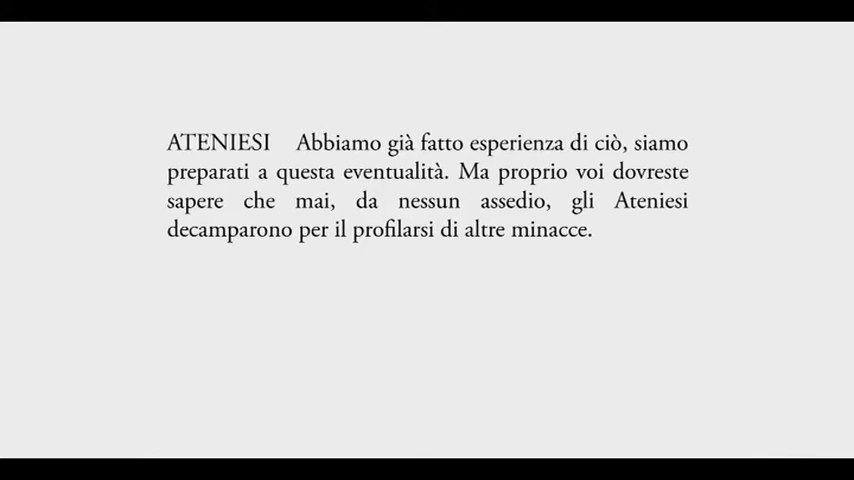 ATENIESI Abbiamo già fatto esperienza di ciò, siamo
preparati a questa eventualità. Ma proprio voi dovreste
sapere che mai, da nessun assedio, gli Ateniesi
decamparono per il profilarsi di altre minacce.